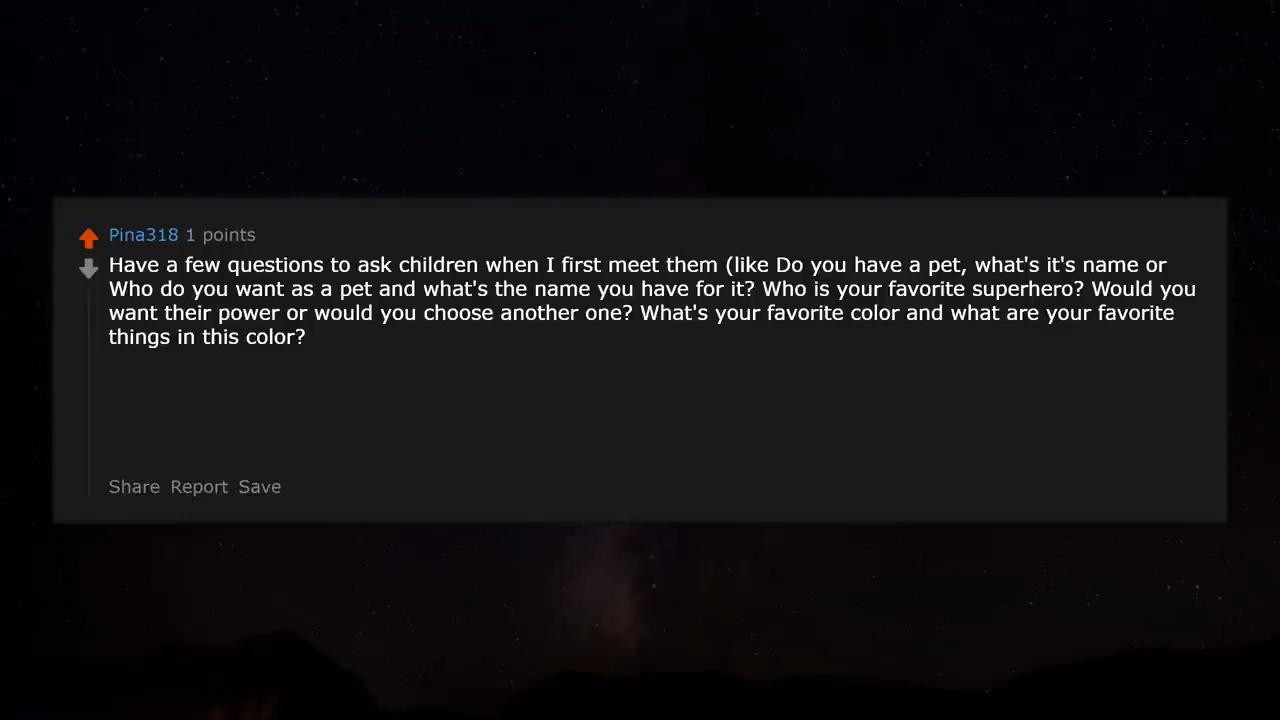 Pina318 1 points
Have a few questions to ask children when I first meet them (like Do you have a pet, what's it's name or
Who do you want as a pet and what's the name you have for it? Who is your favorite superhero? Would you
want their power or would you choose another one? What's your favorite color and what are your favorite
things in this color?
Share Report Save